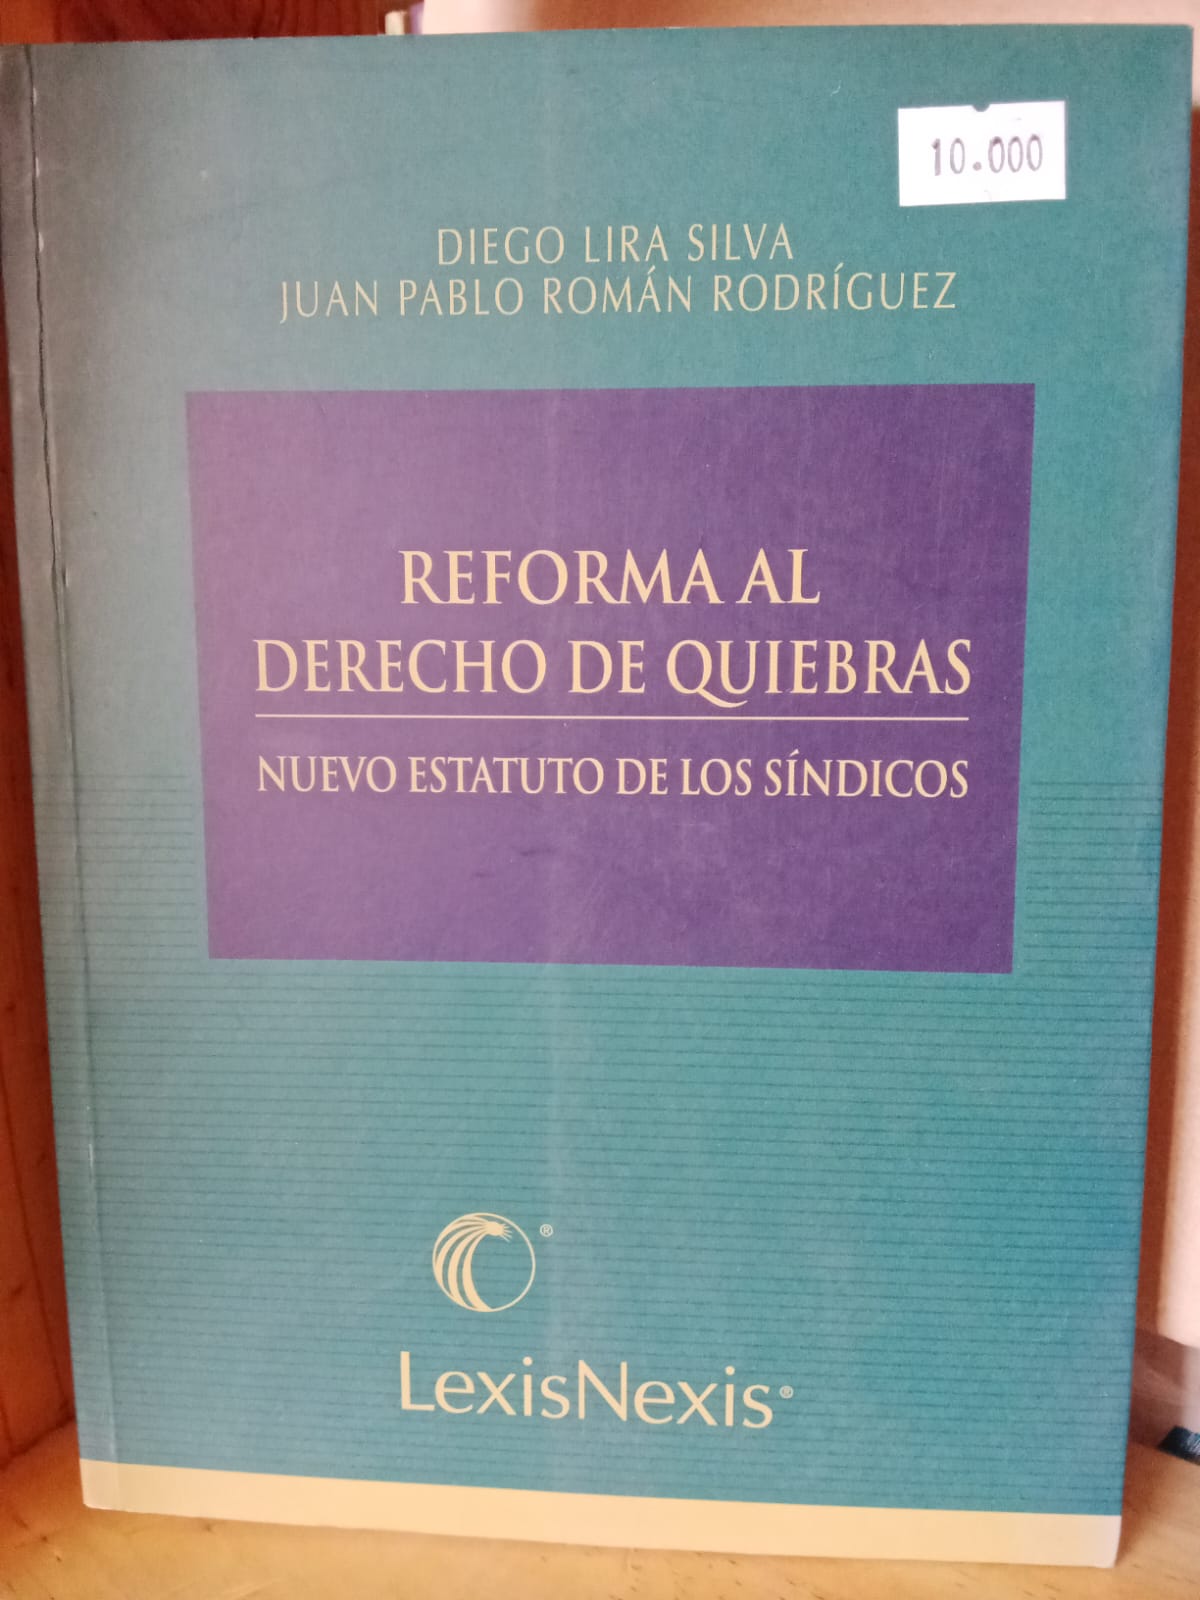 10.000
DIEGO LIRA SILVA
JUAN PABLO ROMÁN RODRÍGUEZ
REFORMA AL
DERECHO DE QUIEBRAS
NUEVO ESTATUTO DE LOS SÍNDICOS
®
LexisNexis®